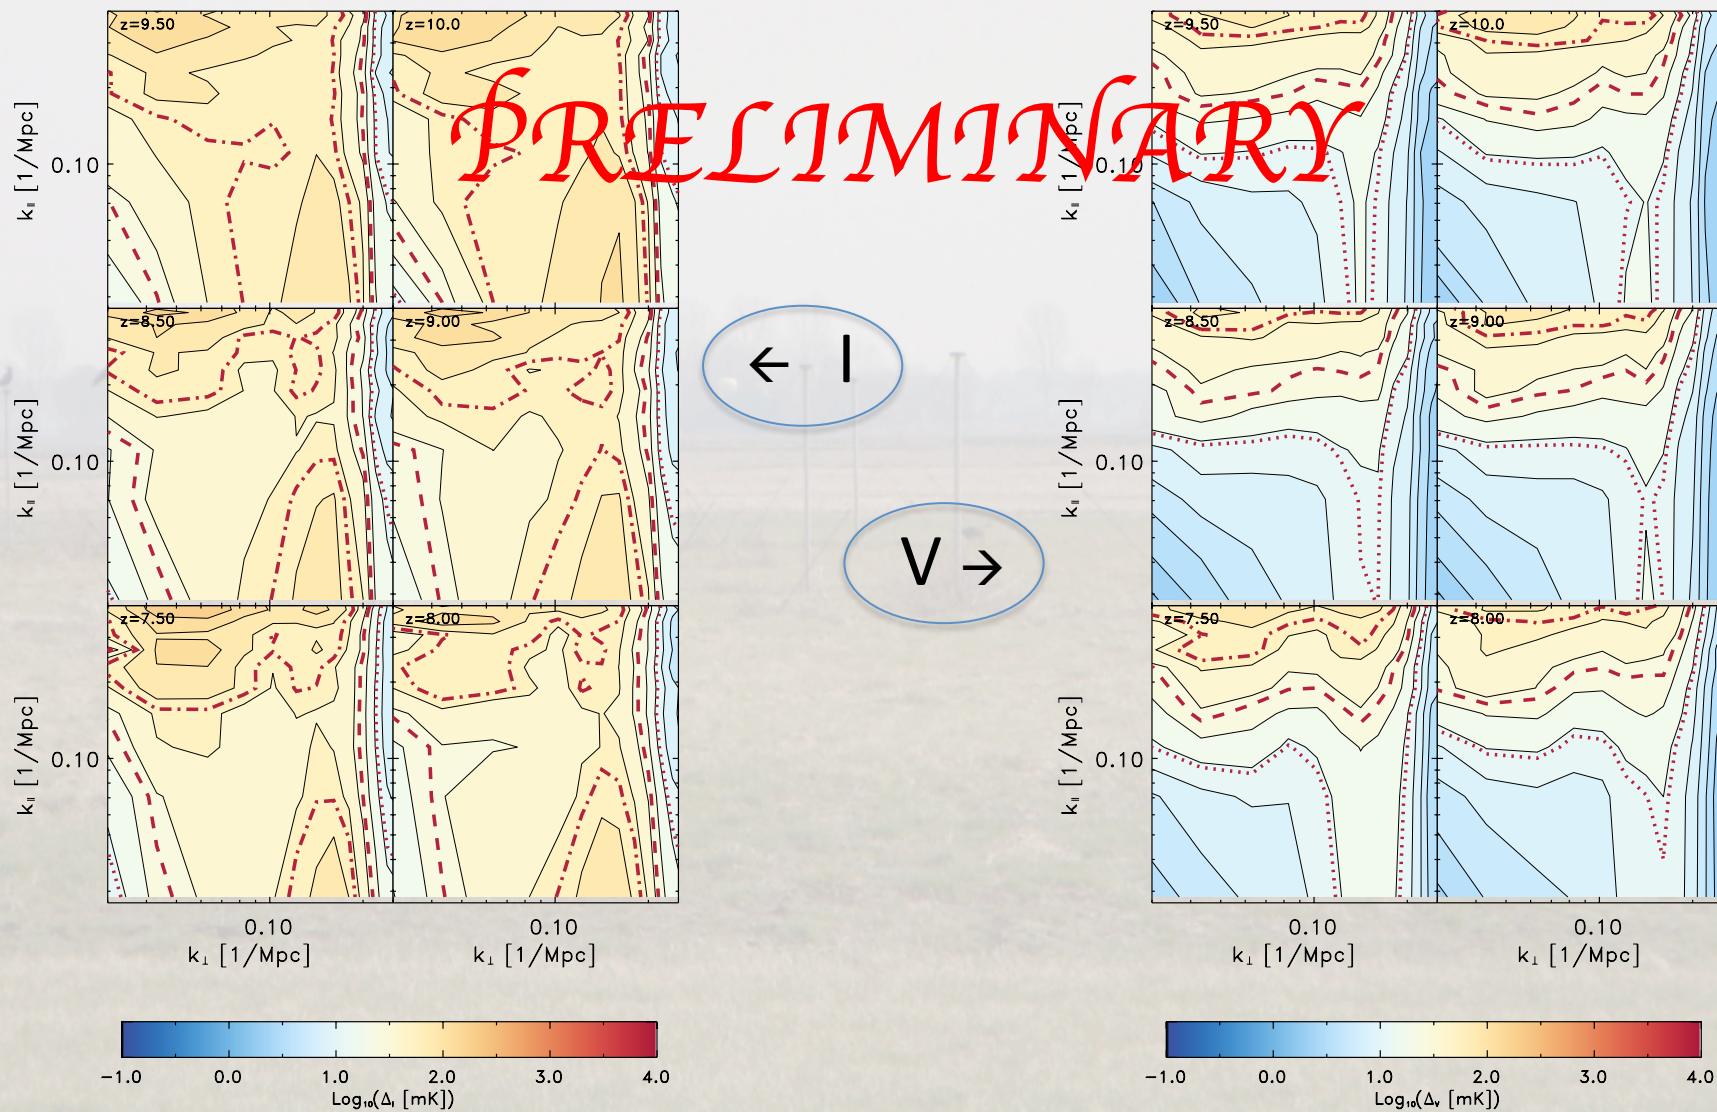 PRELIMINARY
z=9.50
z=10.0
k∥ [1/Mpc]
0.10
z=8.50
z=9.00
k∥ [1/Mpc]
0.10
z=7.50
z=8.00
k∥ [1/Mpc]
0.10
0.10
0.10
k⊥ [1/Mpc]
k⊥ [1/Mpc]
-1.0 0.0 1.0 2.0 3.0 4.0
Log₁₀(Δ_I [mK])
← I
V →
z=9.50
z=10.0
k∥ [1/Mpc]
0.10
z=8.50
z=9.00
k∥ [1/Mpc]
0.10
z=7.50
z=8.00
k∥ [1/Mpc]
0.10
0.10
0.10
k⊥ [1/Mpc]
k⊥ [1/Mpc]
-1.0 0.0 1.0 2.0 3.0 4.0
Log₁₀(Δ_V [mK])